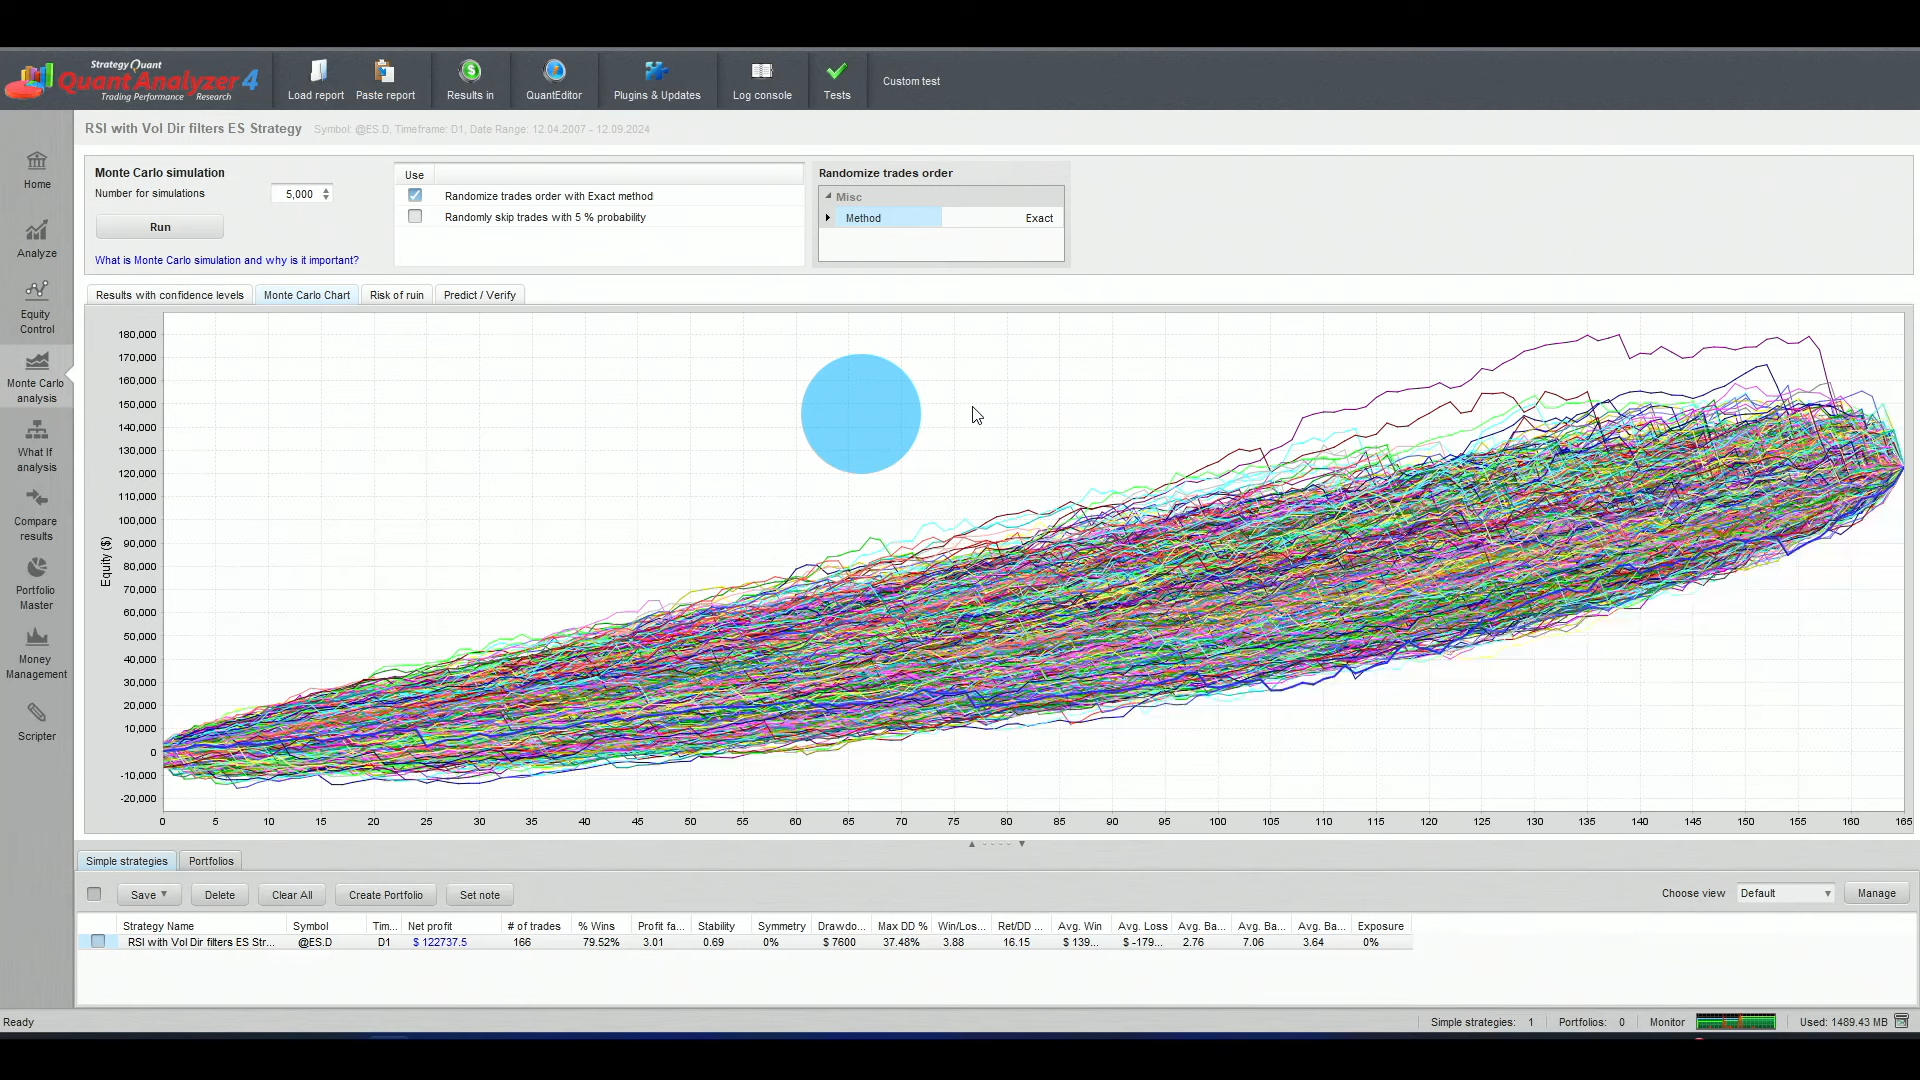 Strategy Quant
QuantAnalyzer 4
Trading Performance Research
Load report
Paste report
Results in
QuantEditor
Plugins & Updates
Log console
Tests
Custom test
RSI with Vol Dir filters ES Strategy
Symbol: @ES.D, Timeframe: D1, Date Range: 12.04.2007 - 12.09.2024
Home
Analyze
Equity
Control
Monte Carlo
analysis
What If
analysis
Compare
results
Portfolio
Master
Money
Management
Scripter
Monte Carlo simulation
Number for simulations
5,000
Run
What is Monte Carlo simulation and why is it important?
Use
Randomize trades order with Exact method
Randomly skip trades with 5 % probability
Randomize trades order
Misc
Method
Exact
Results with confidence levels
Monte Carlo Chart
Risk of ruin
Predict / Verify
Equity ($)
180,000
170,000
160,000
150,000
140,000
130,000
120,000
110,000
100,000
90,000
80,000
70,000
60,000
50,000
40,000
30,000
20,000
10,000
0
-10,000
-20,000
0 5 10 15 20 25 30 35 40 45 50 55 60 65 70 75 80 85 90 95 100 105 110 115 120 125 130 135 140 145 150 155 160 165
Simple strategies
Portfolios
Save
Delete
Clear All
Create Portfolio
Set note
Choose view
Default
Manage
Strategy Name Symbol Tim... Net profit # of trades % Wins Profit fa... Stability Symmetry Drawdo... Max DD % Win/Los... Ret/DD ... Avg. Win Avg. Loss Avg. Ba... Avg. Ba... Avg. Ba... Exposure
RSI with Vol Dir filters ES Str... @ES.D D1 $ 122737.5 166 79.52% 3.01 0.69 0% $ 7600 37.48% 3.88 16.15 $ 139... $ -179... 2.76 7.06 3.64 0%
Ready
Simple strategies: 1
Portfolios: 0
Monitor
Used: 1489.43 MB